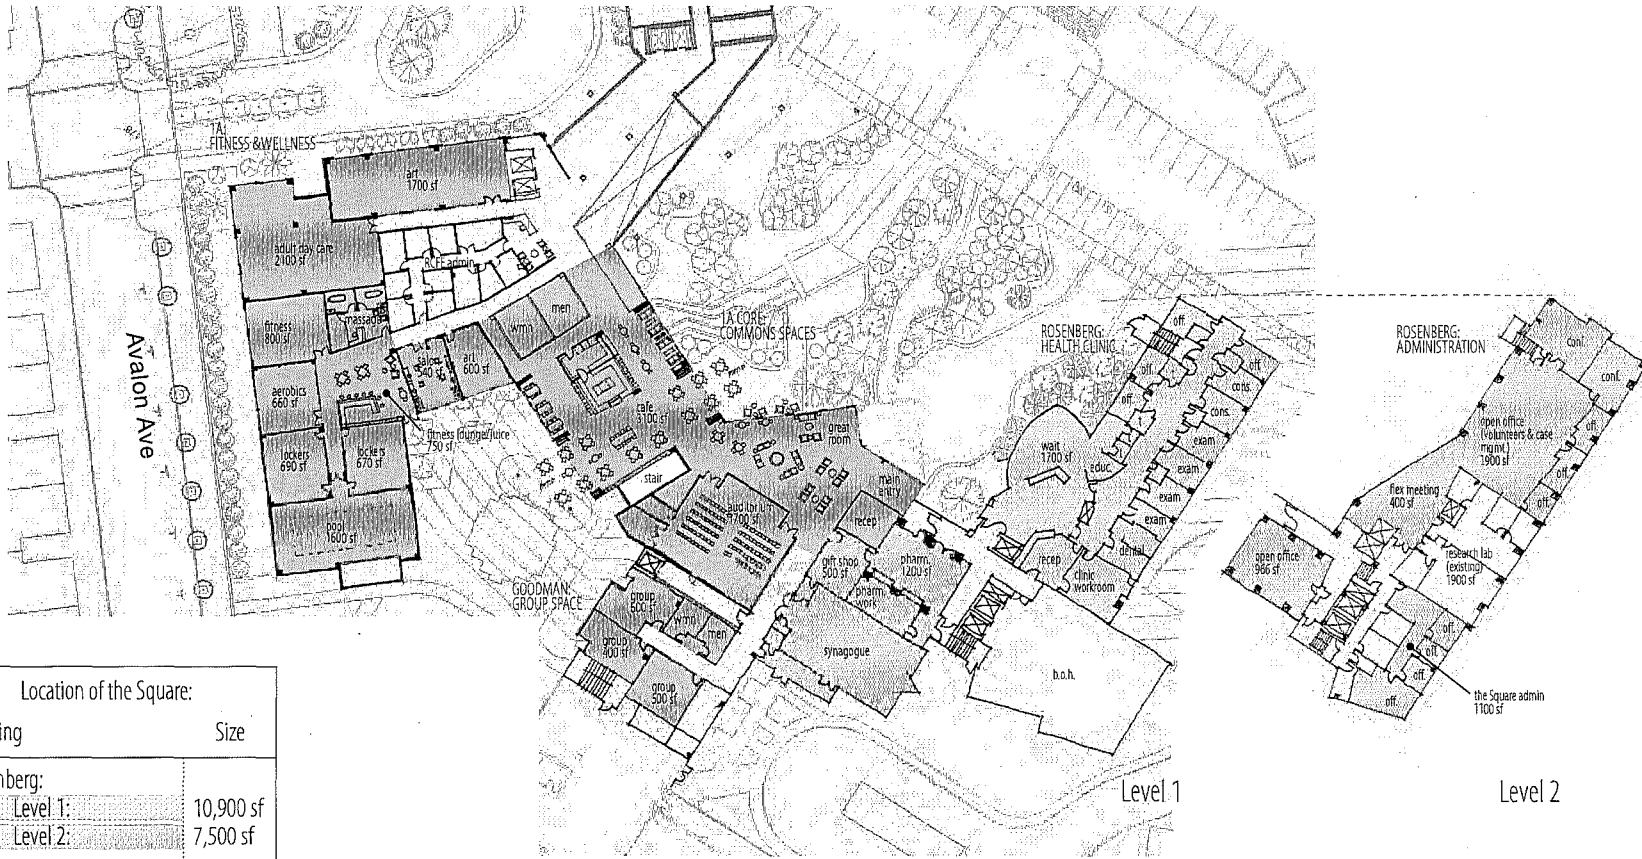 1A:
FITNESS & WELLNESS
art
1700 sf
adult day care
2100 sf
RCFE admin
fitness
800 sf
massage
men
wmn
salon
540 sf
art
600 sf
aerobics
660 sf
fitness lounge/juice
750 sf
lockers
690 sf
lockers
670 sf
pool
1600 sf
Avalon Ave
1A CORE:
COMMONS SPACES
cafe
great
room
stair
main
entry
auditorium
1700 sf
recep
gift shop
500 sf
pharm.
1200 sf
pharm.
work
synagogue
GOODMAN:
GROUP SPACE
group
600 sf
wmn
men
group
400 sf
group
500 sf
ROSENBERG:
HEALTH CLINIC
off.
off.
off.
off.
cons.
cons.
wait
1700 sf
educ.
exam
exam
exam
exam
dental
recep
clinic
workroom
b.o.h.
Level 1
ROSENBERG:
ADMINISTRATION
conf.
conf.
open office
(volunteers & case
mgmt.)
1900 sf
off.
off.
off.
flex meeting
400 sf
open office
986 sf
research lab
(existing)
1900 sf
off.
off.
off.
off.
the Square admin
1100 sf
Level 2
Location of the Square:
ing Size
nberg:
Level 1: 10,900 sf
Level 2: 7,500 sf